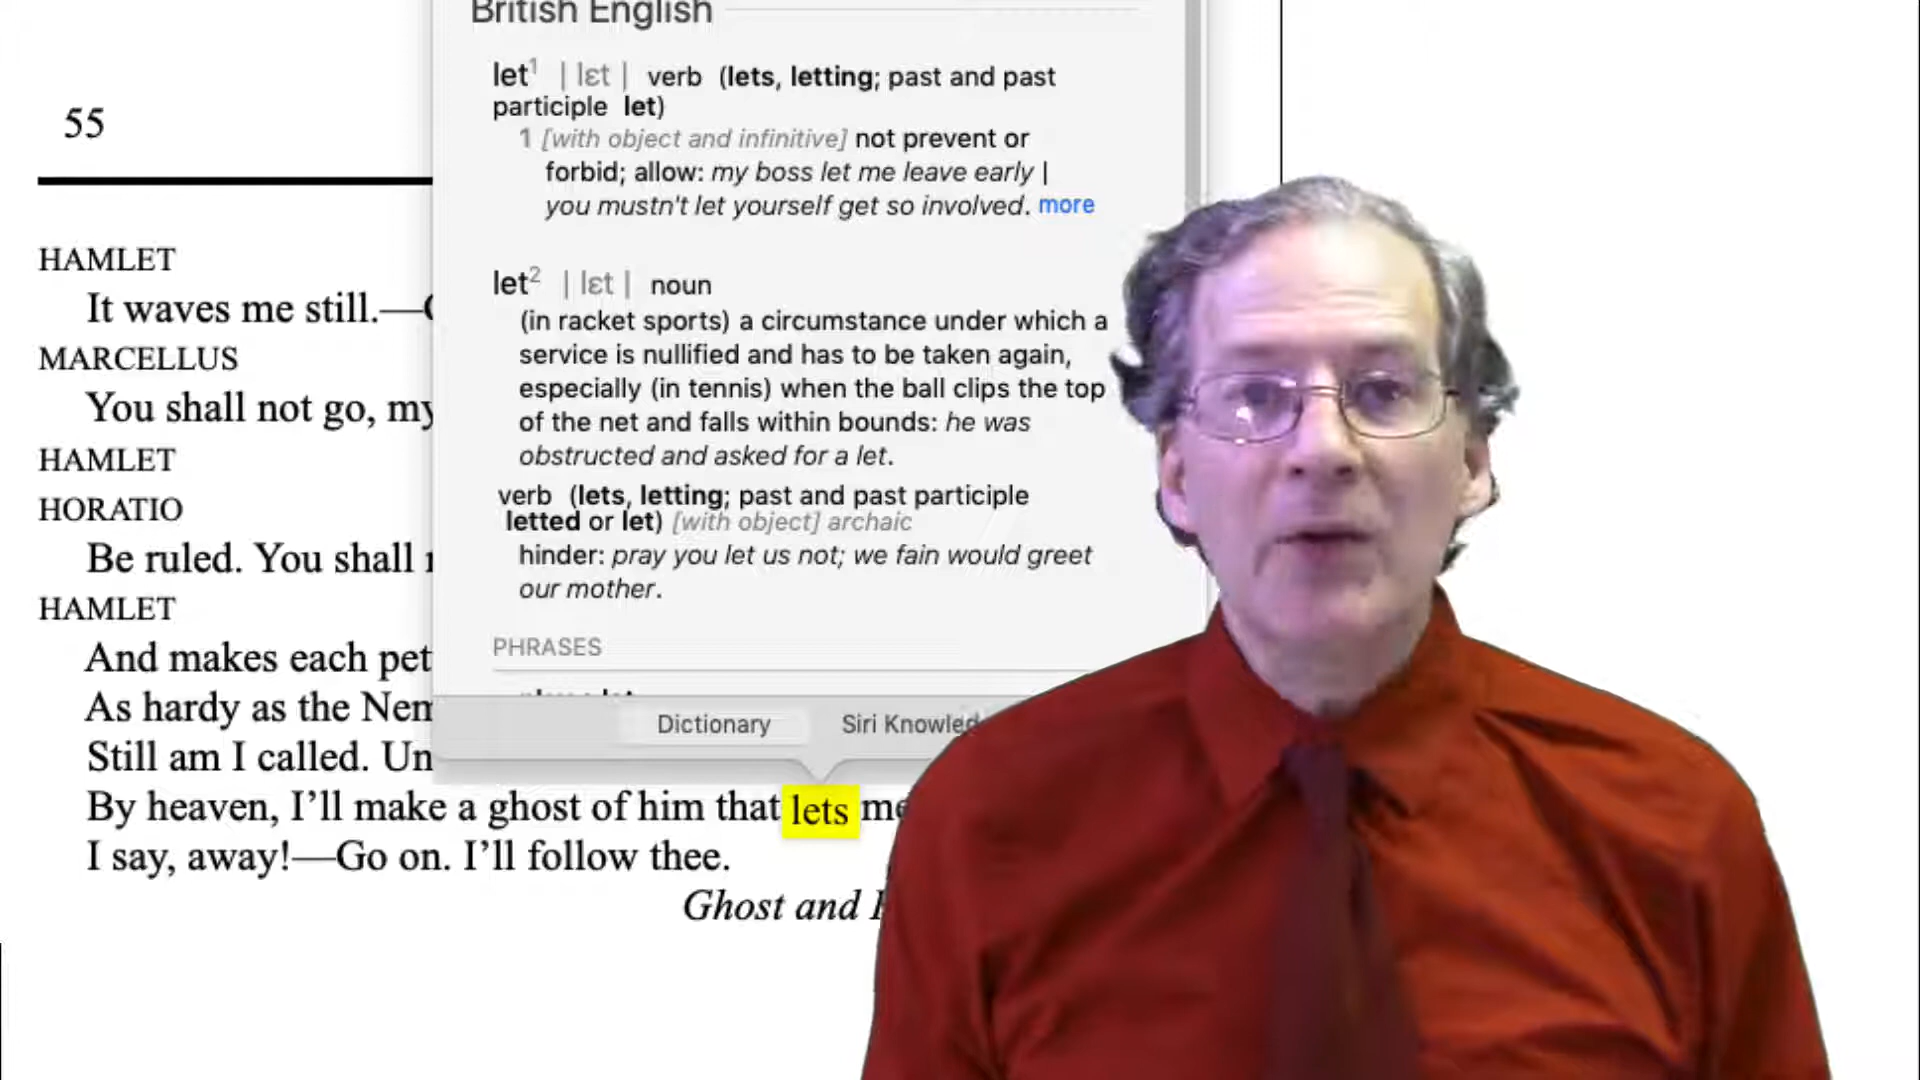 British English
let1 | lɛt | verb (lets, letting; past and past
participle let)
1 [with object and infinitive] not prevent or
forbid; allow: my boss let me leave early |
you mustn't let yourself get so involved. more
let2 | lɛt | noun
(in racket sports) a circumstance under which a
service is nullified and has to be taken again,
especially (in tennis) when the ball clips the top
of the net and falls within bounds: he was
obstructed and asked for a let.
verb (lets, letting; past and past participle
letted or let) [with object] archaic
hinder: pray you let us not; we fain would greet
our mother.
PHRASES
Dictionary
Siri Knowled
55
HAMLET
It waves me still.—
MARCELLUS
You shall not go, my
HAMLET
HORATIO
Be ruled. You shall
HAMLET
And makes each pet
As hardy as the Nem
Still am I called. Un
By heaven, I’ll make a ghost of him that lets me
I say, away!—Go on. I’ll follow thee.
Ghost and